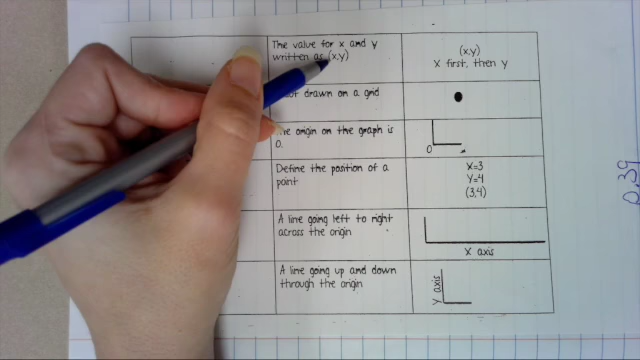 The value for x and y
written as (x,y)
(x,y)
X first, then y
drawn on a grid
origin on the graph is
0.
0
Define the position of a
point
X=3
Y=4
(3,4)
A line going left to right
across the origin
X axis
A line going up and down
through the origin
Y axis
0.39